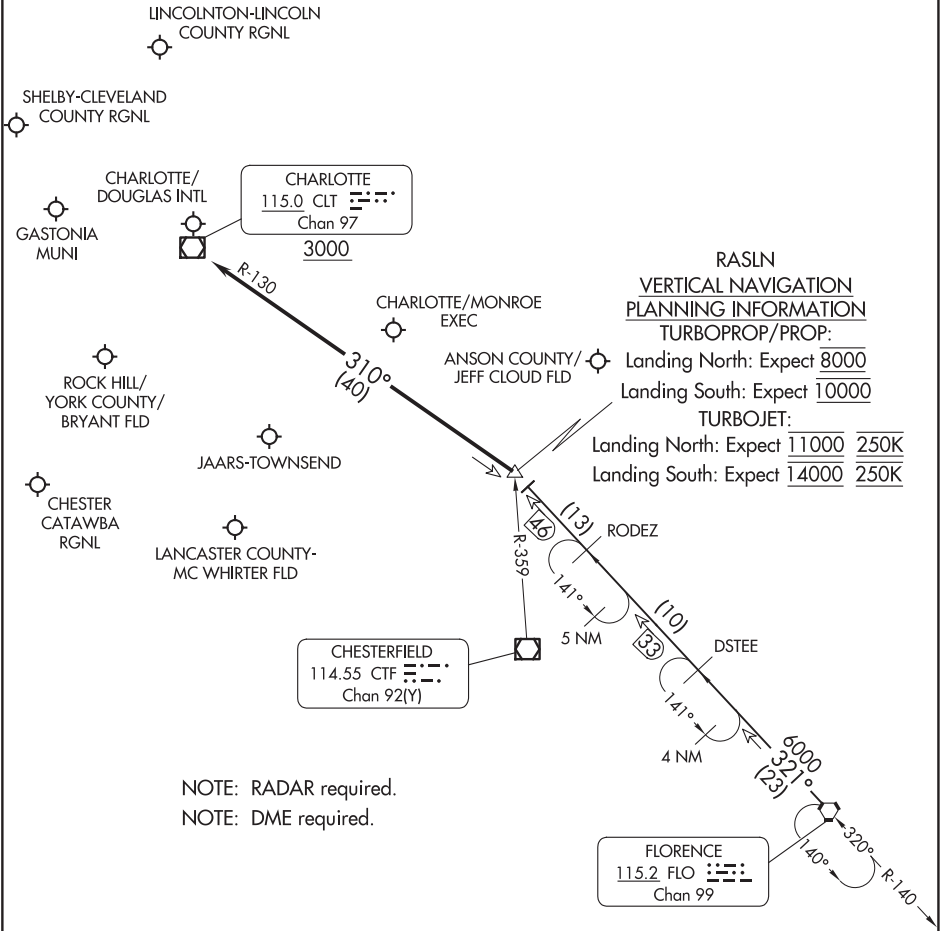 LINCOLNTON-LINCOLN
COUNTY RGNL
SHELBY-CLEVELAND
COUNTY RGNL
CHARLOTTE/
DOUGLAS INTL
GASTONIA
MUNI
CHARLOTTE
115.0 CLT
Chan 97
3000
R-130
310°
(40)
CHARLOTTE/MONROE
EXEC
ANSON COUNTY/
JEFF CLOUD FLD
RASLN
VERTICAL NAVIGATION
PLANNING INFORMATION
TURBOPROP/PROP:
Landing North: Expect 8000
Landing South: Expect 10000
TURBOJET:
Landing North: Expect 11000 250K
Landing South: Expect 14000 250K
ROCK HILL/
YORK COUNTY/
BRYANT FLD
JAARS-TOWNSEND
CHESTER
CATAWBA
RGNL
LANCASTER COUNTY-
MC WHIRTER FLD
R-359
(13)
46
RODEZ
141°
5 NM
(10)
33
DSTEE
141°
4 NM
CHESTERFIELD
114.55 CTF
Chan 92(Y)
6000
321°
(23)
NOTE: RADAR required.
NOTE: DME required.
FLORENCE
115.2 FLO
Chan 99
320°
140°
R-140